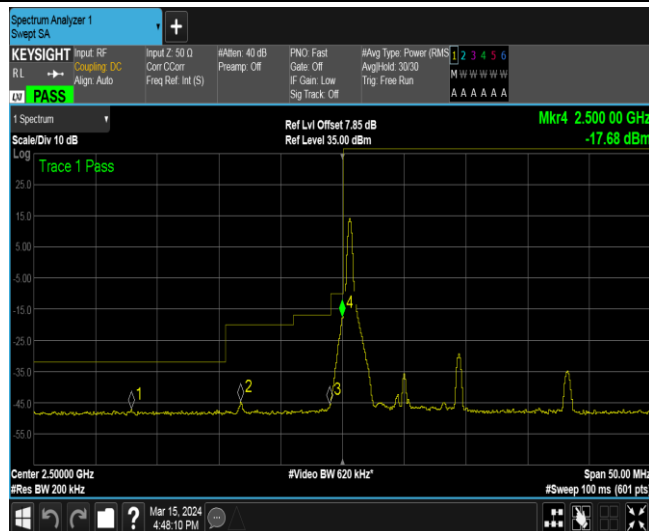 Spectrum Analyzer 1
Swept SA
+
KEYSIGHT
RL
LXI PASS
Input: RF
Coupling: DC
Align: Auto
Input Z: 50 Ω
Corr CCorr
Freq Ref: Int (S)
#Atten: 40 dB
Preamp: Off
PNO: Fast
Gate: Off
IF Gain: Low
Sig Track: Off
#Avg Type: Power (RMS
Avg|Hold: 30/30
Trig: Free Run
1 2 3 4 5 6
M W W W W W
A A A A A A
1 Spectrum
Scale/Div 10 dB
Ref Lvl Offset 7.85 dB
Ref Level 35.00 dBm
Mkr4 2.500 00 GHz
-17.68 dBm
Log
Trace 1 Pass
25.0
15.0
5.00
-5.00
-15.0
-25.0
-35.0
-45.0
-55.0
1
2
3
4
Center 2.50000 GHz
#Res BW 200 kHz
#Video BW 620 kHz*
Span 50.00 MHz
#Sweep 100 ms (601 pts)
?
Mar 15, 2024
4:48:10 PM